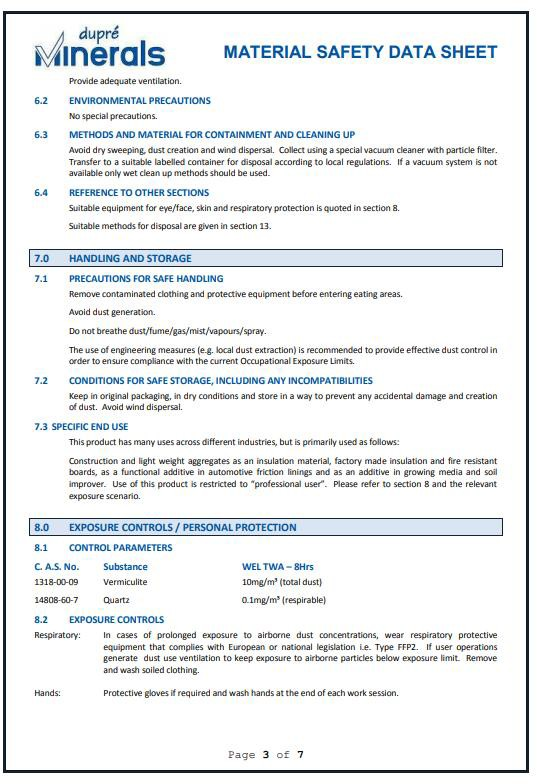 dupré
Minerals
MATERIAL SAFETY DATA SHEET
Provide adequate ventilation.
6.2 ENVIRONMENTAL PRECAUTIONS
No special precautions.
6.3 METHODS AND MATERIAL FOR CONTAINMENT AND CLEANING UP
Avoid dry sweeping, dust creation and wind dispersal. Collect using a special vacuum cleaner with particle filter.
Transfer to a suitable labelled container for disposal according to local regulations. If a vacuum system is not
available only wet clean up methods should be used.
6.4 REFERENCE TO OTHER SECTIONS
Suitable equipment for eye/face, skin and respiratory protection is quoted in section 8.
Suitable methods for disposal are given in section 13.
7.0 HANDLING AND STORAGE
7.1 PRECAUTIONS FOR SAFE HANDLING
Remove contaminated clothing and protective equipment before entering eating areas.
Avoid dust generation.
Do not breathe dust/fume/gas/mist/vapours/spray.
The use of engineering measures (e.g. local dust extraction) is recommended to provide effective dust control in
order to ensure compliance with the current Occupational Exposure Limits.
7.2 CONDITIONS FOR SAFE STORAGE, INCLUDING ANY INCOMPATIBILITIES
Keep in original packaging, in dry conditions and store in a way to prevent any accidental damage and creation
of dust. Avoid wind dispersal.
7.3 SPECIFIC END USE
This product has many uses across different industries, but is primarily used as follows:
Construction and light weight aggregates as an insulation material, factory made insulation and fire resistant
boards, as a functional additive in automotive friction linings and as an additive in growing media and soil
improver. Use of this product is restricted to “professional user”. Please refer to section 8 and the relevant
exposure scenario.
8.0 EXPOSURE CONTROLS / PERSONAL PROTECTION
8.1 CONTROL PARAMETERS
C. A.S. No. Substance WEL TWA – 8Hrs
1318-00-09 Vermiculite 10mg/m³ (total dust)
14808-60-7 Quartz 0.1mg/m³ (respirable)
8.2 EXPOSURE CONTROLS
Respiratory: In cases of prolonged exposure to airborne dust concentrations, wear respiratory protective
equipment that complies with European or national legislation i.e. Type FFP2. If user operations
generate dust use ventilation to keep exposure to airborne particles below exposure limit. Remove
and wash soiled clothing.
Hands: Protective gloves if required and wash hands at the end of each work session.
Page 3 of 7